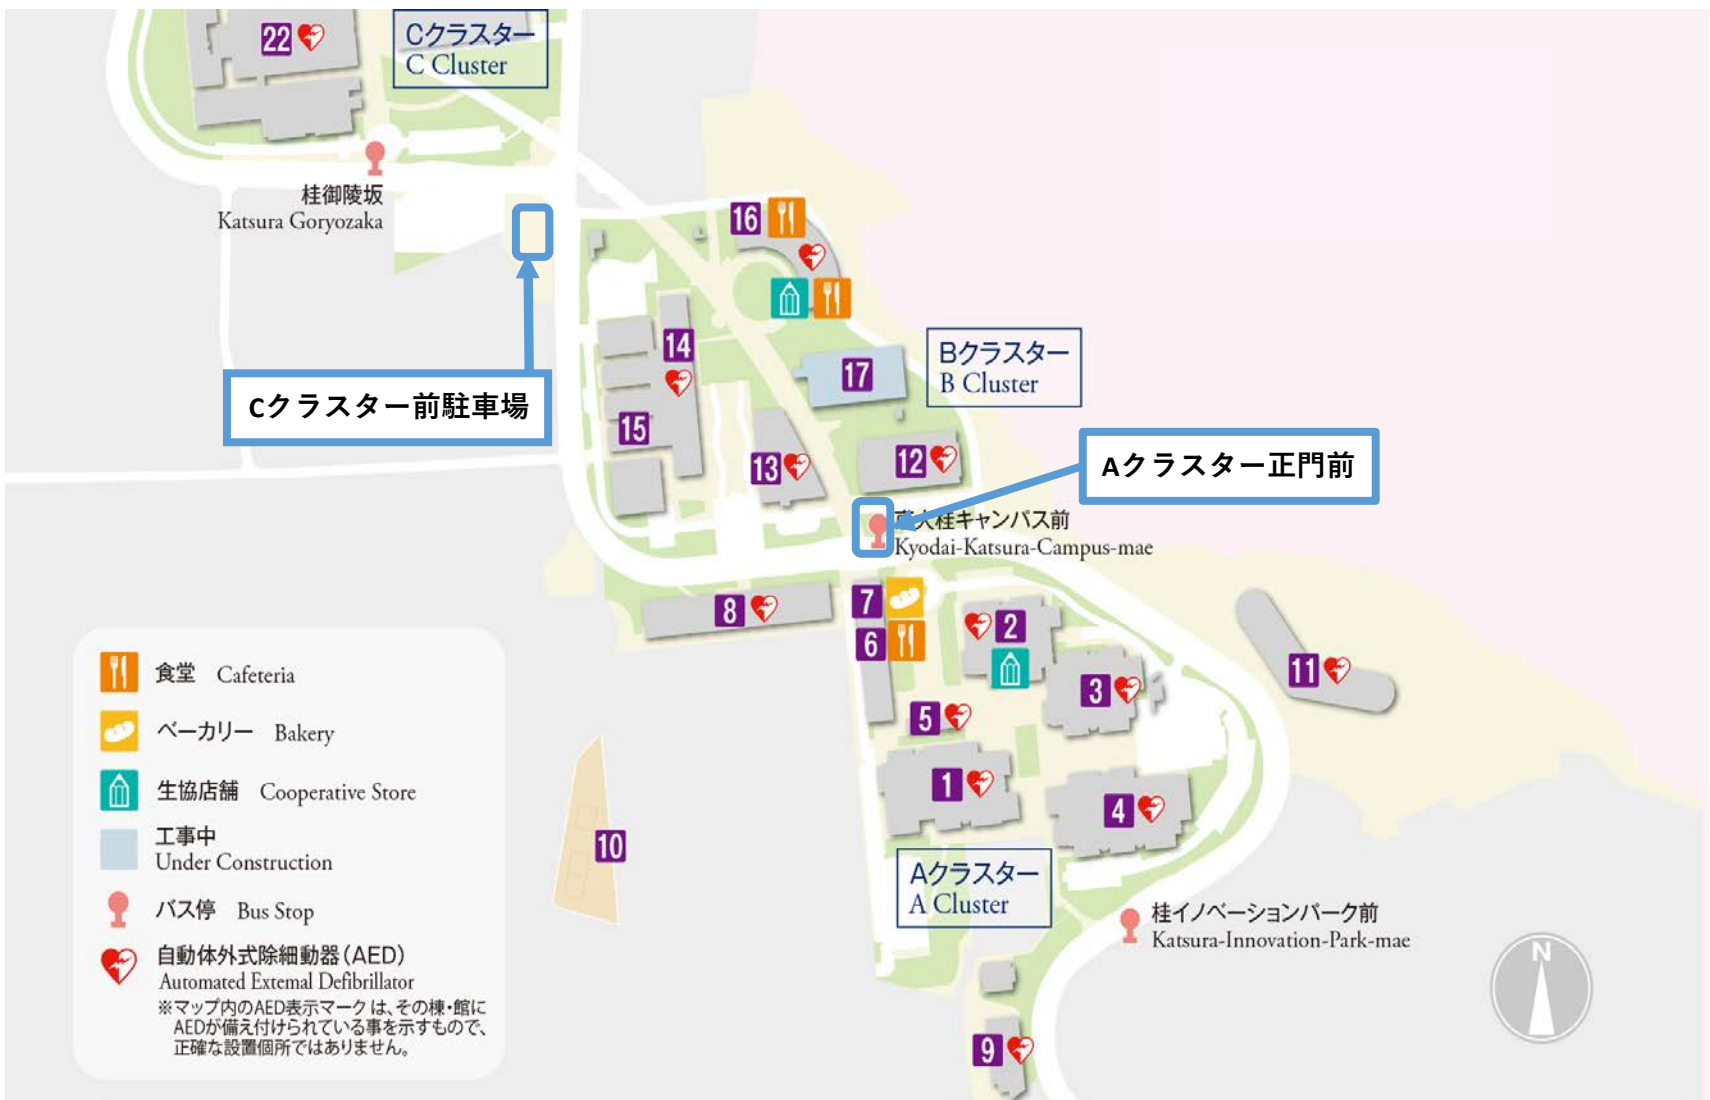 22
Cクラスター
C Cluster
桂御陵坂
Katsura Goryozaka
16
14
17
Bクラスター
B Cluster
Cクラスター前駐車場
15
13
12
Aクラスター正門前
大桂キャンパス前
Kyodai-Katsura-Campus-mae
7
8
2
6
11
3
5
1
4
10
Aクラスター
A Cluster
桂イノベーションパーク前
Katsura-Innovation-Park-mae
9
N
食堂 Cafeteria
ベーカリー Bakery
生協店舗 Cooperative Store
工事中
Under Construction
バス停 Bus Stop
自動体外式除細動器(AED)
Automated External Defibrillator
※マップ内のAED表示マークは、その棟・館に
AEDが備え付けられている事を示すもので、
正確な設置個所ではありません。